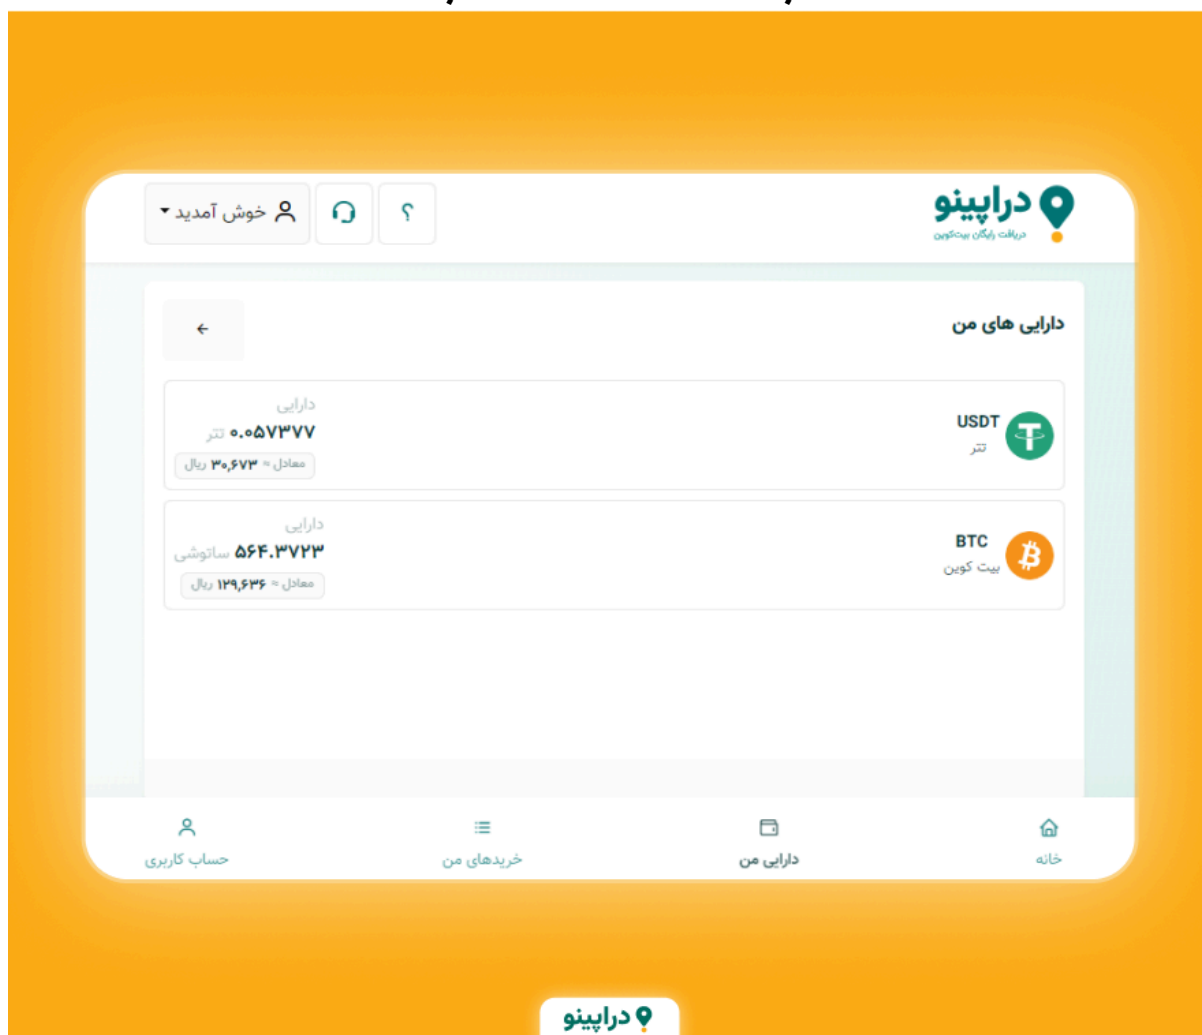 دراپینو
دریافت رایگان بیت‌کوین
؟
خوش آمدید
دارایی های من
USDT
تتر
دارایی
۰.۰۵۷۳۷۷ تتر
معادل ≈ ۳۰,۶۷۳ ریال
BTC
بیت کوین
دارایی
۵۶۴.۳۷۲۳ ساتوشی
معادل ≈ ۱۲۹,۶۳۶ ریال
خانه
دارایی من
خریدهای من
حساب کاربری
دراپینو